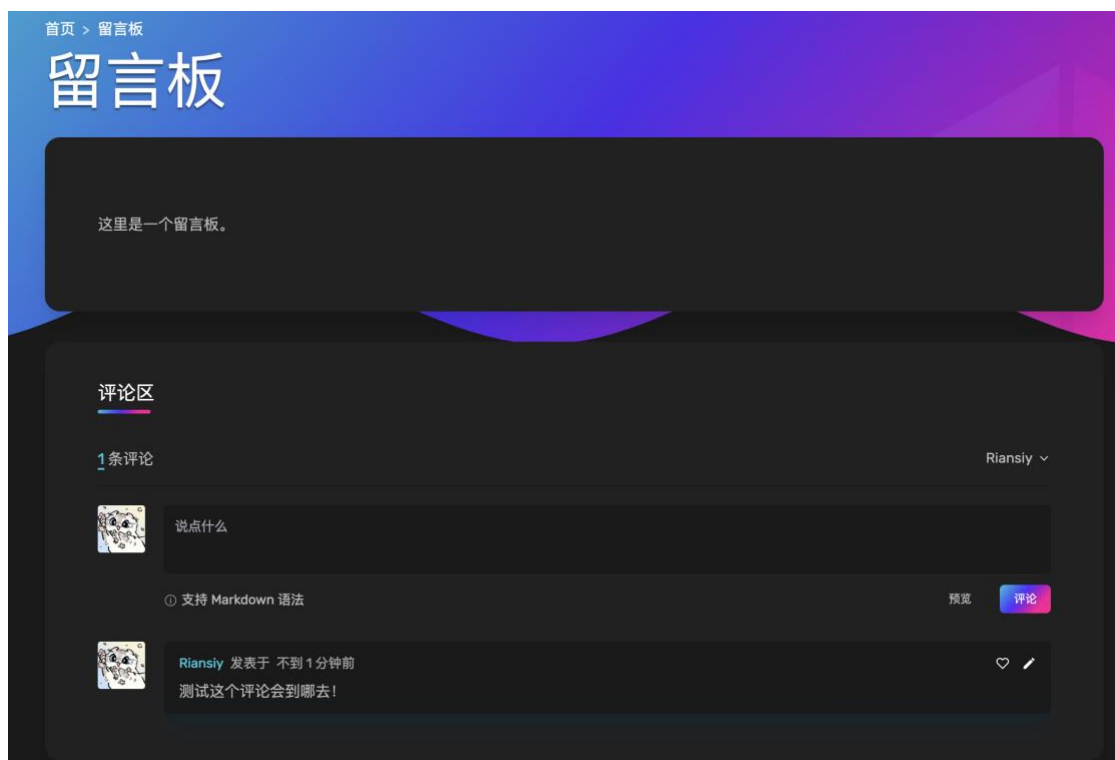 首页 > 留言板
留言板
这里是一个留言板。
评论区
1 条评论
Riansiy
说点什么
支持 Markdown 语法
预览
评论
Riansiy 发表于 不到 1 分钟前
测试这个评论会到哪去!